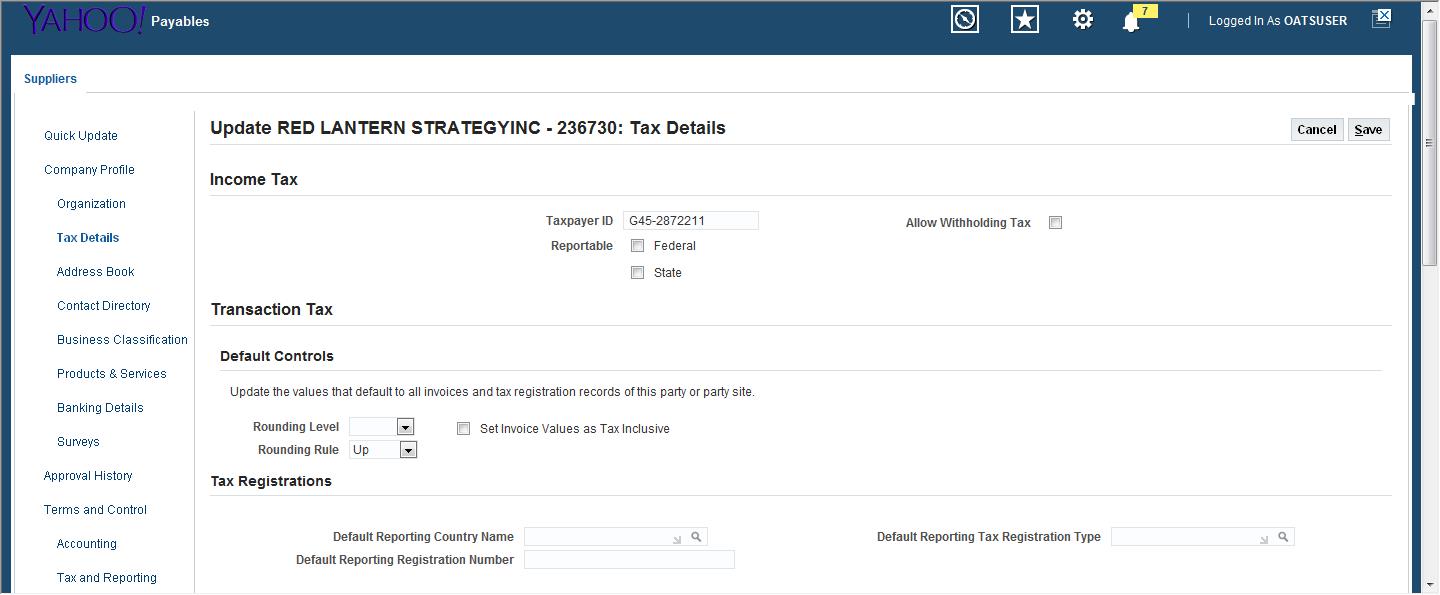 YAHOO! Payables 7 Logged In As OATSUSER
Suppliers
Quick Update
Company Profile
Organization
Tax Details
Address Book
Contact Directory
Business Classification
Products & Services
Banking Details
Surveys
Approval History
Terms and Control
Accounting
Tax and Reporting
Update RED LANTERN STRATEGYINC - 236730: Tax Details
Cancel Save
Income Tax
Taxpayer ID G45-2872211 Allow Withholding Tax
Reportable Federal
State
Transaction Tax
Default Controls
Update the values that default to all invoices and tax registration records of this party or party site.
Rounding Level Set Invoice Values as Tax Inclusive
Rounding Rule Up
Tax Registrations
Default Reporting Country Name Default Reporting Tax Registration Type
Default Reporting Registration Number